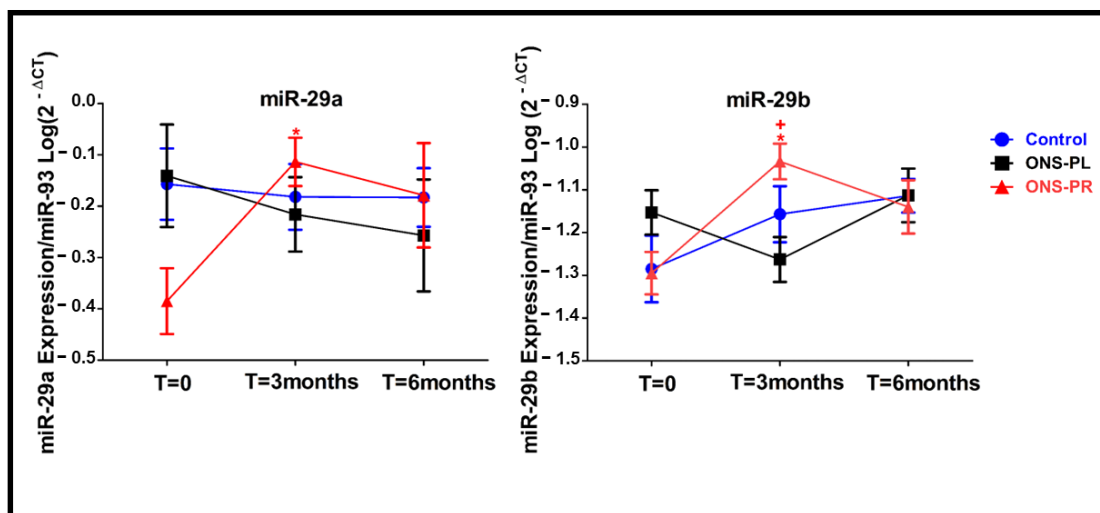 miR-29a
miR-29a Expression/miR-93 Log(2^-ΔCT)
0.0
-0.1
-0.2
-0.3
-0.4
-0.5
*
T=0 T=3months T=6months
miR-29b
miR-29b Expression/miR-93 Log (2^-ΔCT)
-0.9
-1.0
-1.1
-1.2
-1.3
-1.4
-1.5
+
*
T=0 T=3months T=6months
Control
ONS-PL
ONS-PR